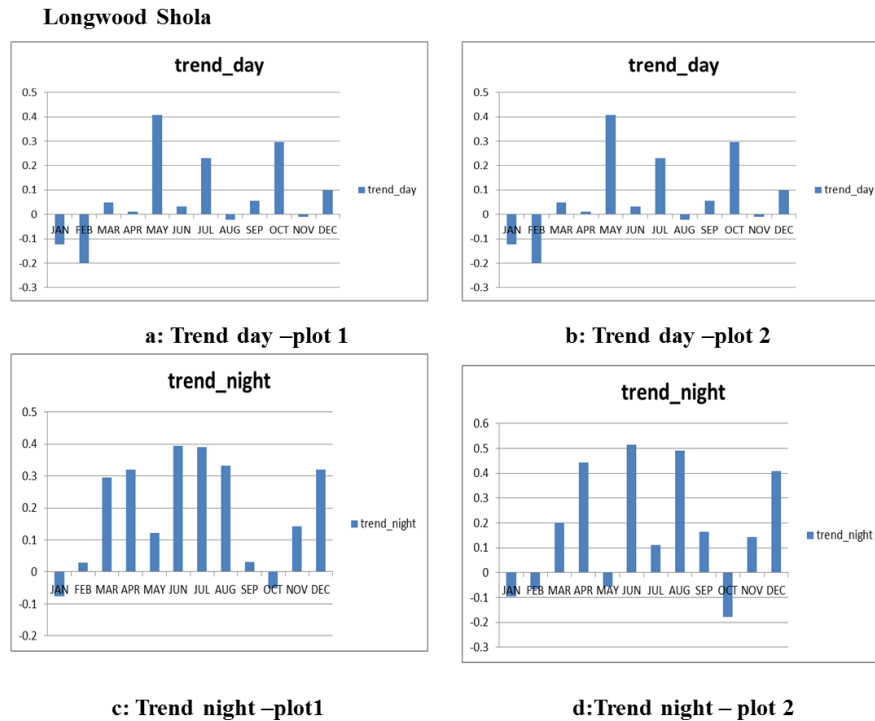 Longwood Shola
trend_day
0.5
0.4
0.3
0.2
0.1
0
-0.1
-0.2
-0.3
JAN FEB MAR APR MAY JUN JUL AUG SEP OCT NOV DEC
trend_day
a: Trend day –plot 1
trend_day
0.5
0.4
0.3
0.2
0.1
0
-0.1
-0.2
-0.3
JAN FEB MAR APR MAY JUN JUL AUG SEP OCT NOV DEC
trend_day
b: Trend day –plot 2
trend_night
0.5
0.4
0.3
0.2
0.1
0
-0.1
-0.2
JAN FEB MAR APR MAY JUN JUL AUG SEP OCT NOV DEC
trend_night
c: Trend night –plot1
trend_night
0.6
0.5
0.4
0.3
0.2
0.1
0
-0.1
-0.2
-0.3
JAN FEB MAR APR MAY JUN JUL AUG SEP OCT NOV DEC
trend_night
d:Trend night – plot 2